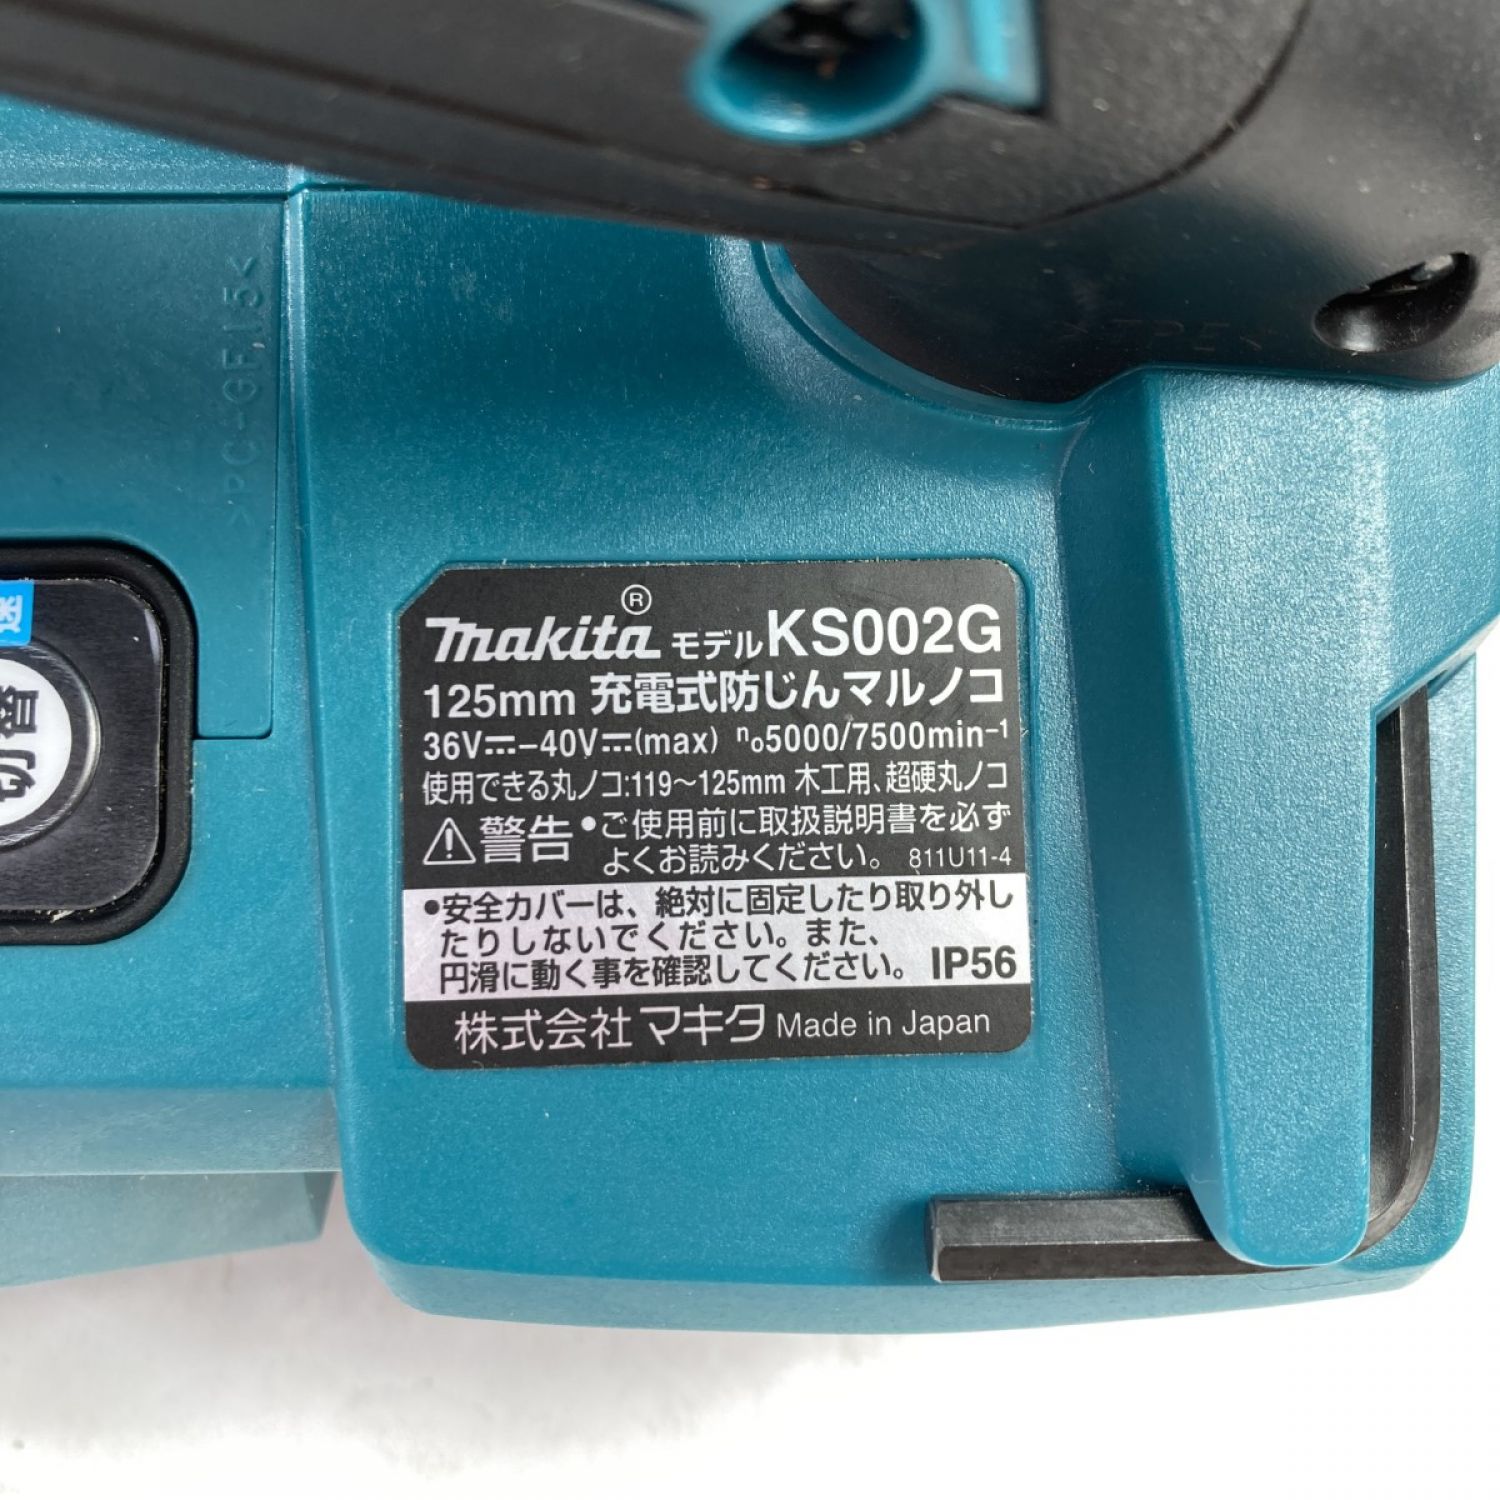 >PC-GF15<
>TPE<
速
切替
makita® モデル KS002G
125mm 充電式防じんマルノコ
36V⎓-40V⎓(max) n₀5000/7500min⁻¹
使用できる丸ノコ:119～125mm 木工用、超硬丸ノコ
⚠警告 •ご使用前に取扱説明書を必ず
よくお読みください。 811U11-4
•安全カバーは、絶対に固定したり取り外し
たりしないでください。また、
円滑に動く事を確認してください。 IP56
株式会社 マキタ Made in Japan